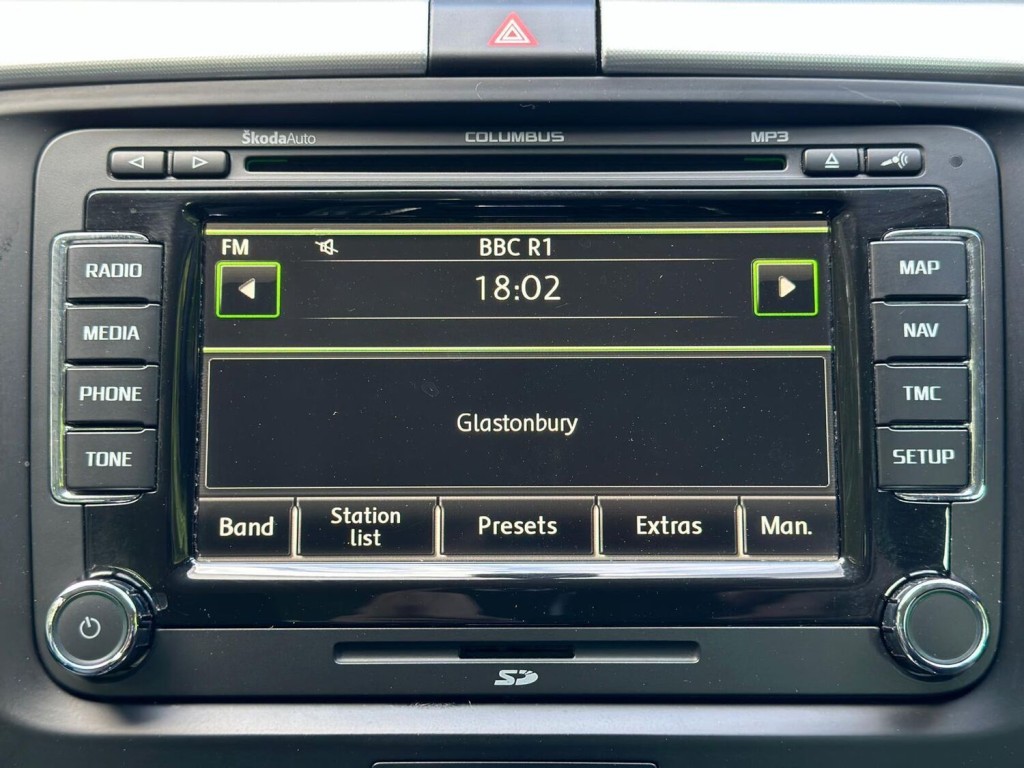 ŠkodaAuto COLUMBUS MP3
FM BBC R1
18:02
RADIO
MEDIA
PHONE
TONE
Glastonbury
MAP
NAV
TMC
SETUP
Band
Station
list
Presets
Extras
Man.
SD